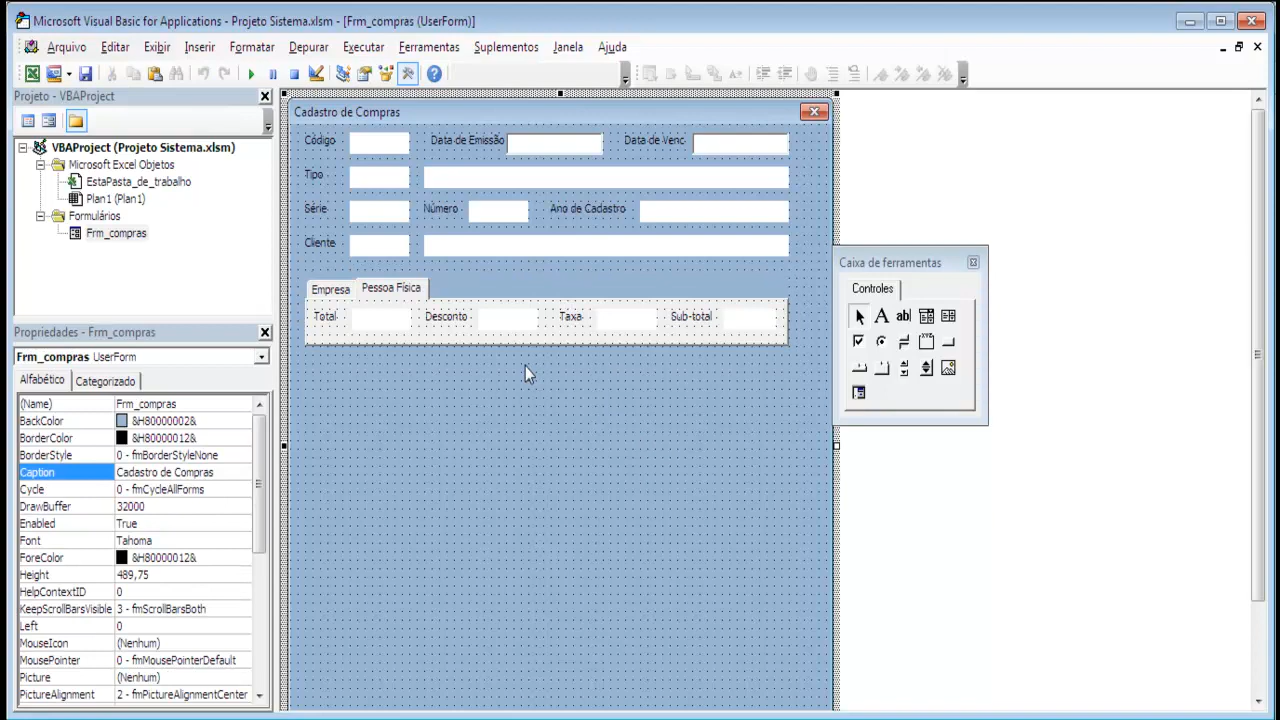 Microsoft Visual Basic for Applications - Projeto Sistema.xlsm - [Frm_compras (UserForm)]
Arquivo Editar Exibir Inserir Formatar Depurar Executar Ferramentas Suplementos Janela Ajuda
Projeto - VBAProject
VBAProject (Projeto Sistema.xlsm)
Microsoft Excel Objetos
EstaPasta_de_trabalho
Plan1 (Plan1)
Formulários
Frm_compras
Propriedades - Frm_compras
Frm_compras UserForm
Alfabético Categorizado
(Name) Frm_compras
BackColor &H80000002&
BorderColor &H80000012&
BorderStyle 0 - fmBorderStyleNone
Caption Cadastro de Compras
Cycle 0 - fmCycleAllForms
DrawBuffer 32000
Enabled True
Font Tahoma
ForeColor &H80000012&
Height 489,75
HelpContextID 0
KeepScrollBarsVisible 3 - fmScrollBarsBoth
Left 0
MouseIcon (Nenhum)
MousePointer 0 - fmMousePointerDefault
Picture (Nenhum)
PictureAlignment 2 - fmPictureAlignmentCenter
Cadastro de Compras
Código Data de Emissão Data de Venc
Tipo
Série Número Ano de Cadastro
Cliente
Empresa Pessoa Física
Total Desconto Taxa Sub-total
Caixa de ferramentas
Controles
A ab|